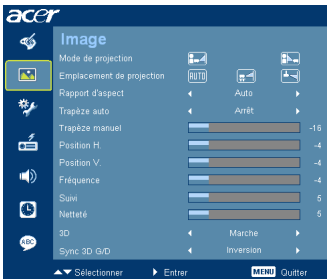 acer
Image
Mode de projection
Emplacement de projection AUTO
Rapport d'aspect Auto
Trapèze auto Arrêt
Trapèze manuel -16
Position H. -4
Position V. -4
Fréquence -4
Suivi 5
Netteté 5
3D Marche
Sync 3D G/D Inversion
ABC
Sélectionner Entrer MENU Quitter